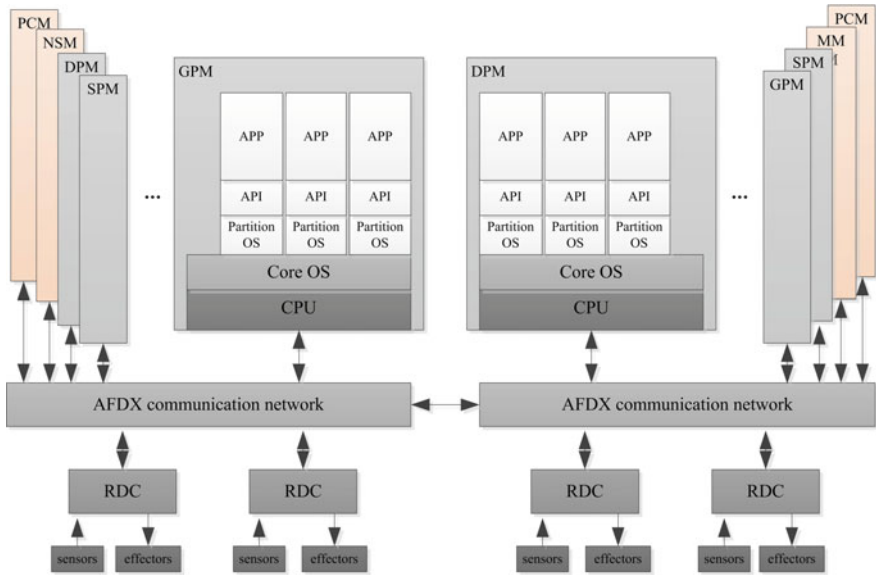 PCM
NSM
DPM
SPM
...
GPM
APP APP APP
API API API
Partition OS Partition OS Partition OS
Core OS
CPU
DPM
APP APP APP
API API API
Partition OS Partition OS Partition OS
Core OS
CPU
...
PCM
MM
SPM
GPM
AFDX communication network
AFDX communication network
RDC
RDC
RDC
RDC
sensors
effectors
sensors
effectors
sensors
effectors
sensors
effectors